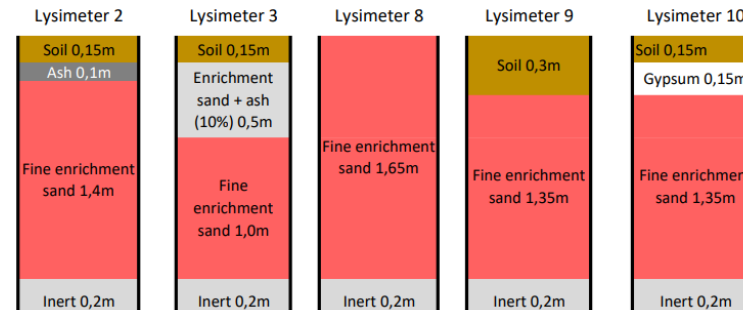 Lysimeter 2
Soil 0,15m
Ash 0,1m
Fine enrichment
sand 1,4m
Inert 0,2m
Lysimeter 3
Soil 0,15m
Enrichment
sand + ash
(10%) 0,5m
Fine
enrichment
sand 1,0m
Inert 0,2m
Lysimeter 8
Fine enrichment
sand 1,65m
Inert 0,2m
Lysimeter 9
Soil 0,3m
Fine enrichment
sand 1,35m
Inert 0,2m
Lysimeter 10
Soil 0,15m
Gypsum 0,15m
Fine enrichmen
sand 1,35m
Inert 0,2m